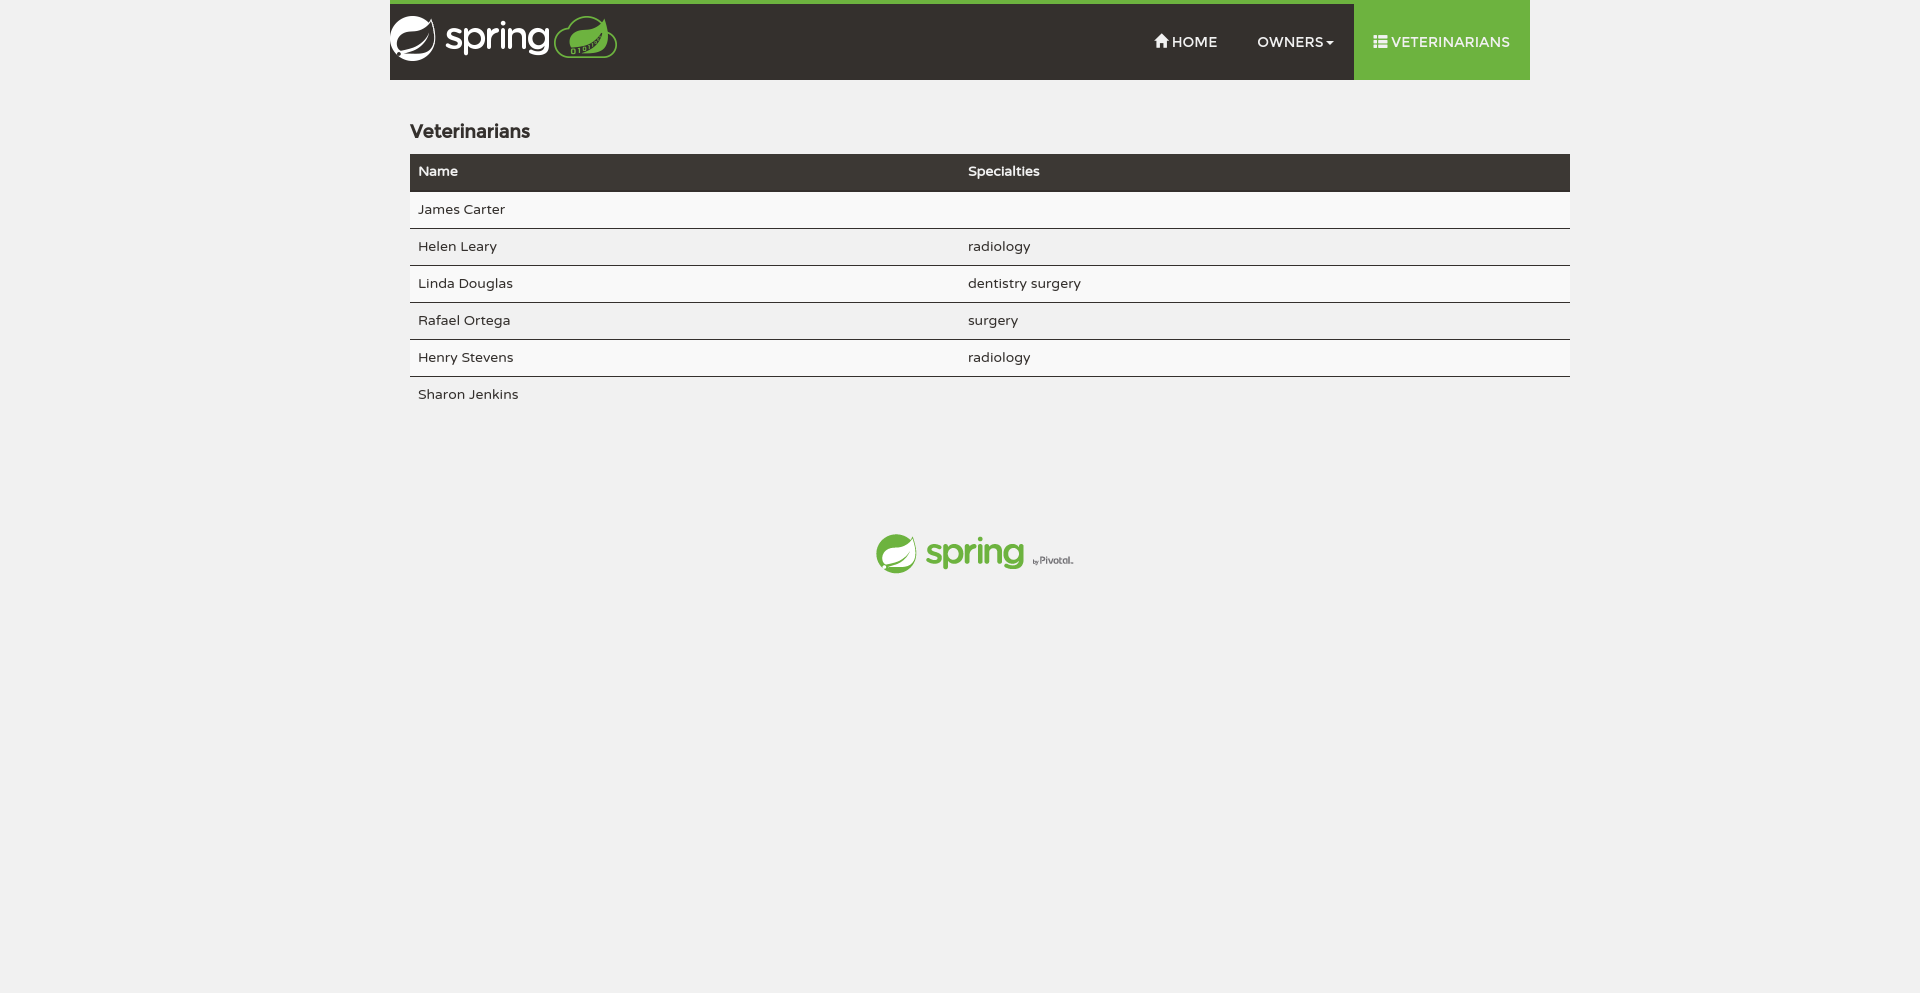 spring
HOME
OWNERS
VETERINARIANS
Veterinarians
Name Specialties
James Carter
Helen Leary radiology
Linda Douglas dentistry surgery
Rafael Ortega surgery
Henry Stevens radiology
Sharon Jenkins
spring by Pivotal.